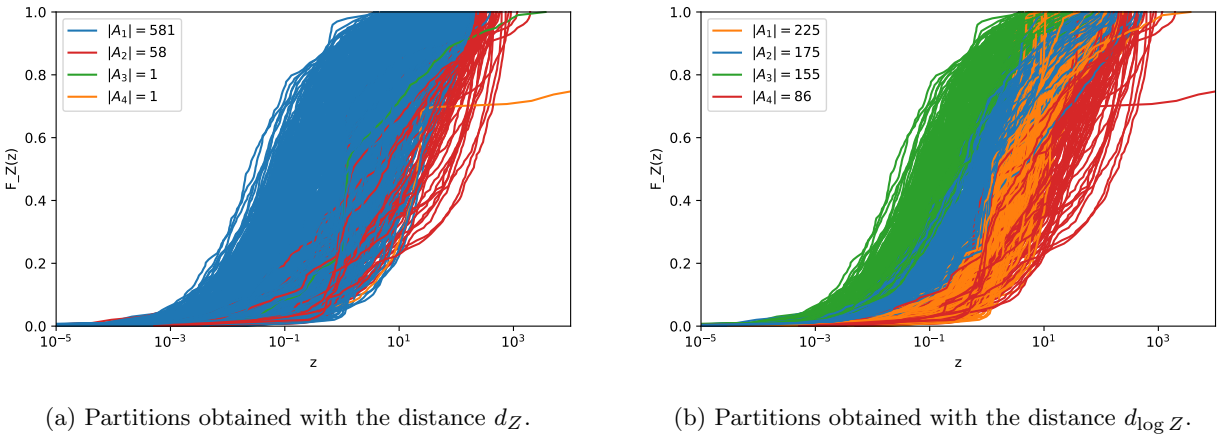 1.0
0.8
0.6
0.4
0.2
0.0
F_Z(z)
|A₁| = 581
|A₂| = 58
|A₃| = 1
|A₄| = 1
10⁻⁵
10⁻³
10⁻¹
10¹
10³
z
(a) Partitions obtained with the distance d_Z.
1.0
0.8
0.6
0.4
0.2
0.0
F_Z(z)
|A₁| = 225
|A₂| = 175
|A₃| = 155
|A₄| = 86
10⁻⁵
10⁻³
10⁻¹
10¹
10³
z
(b) Partitions obtained with the distance d_{log Z}.